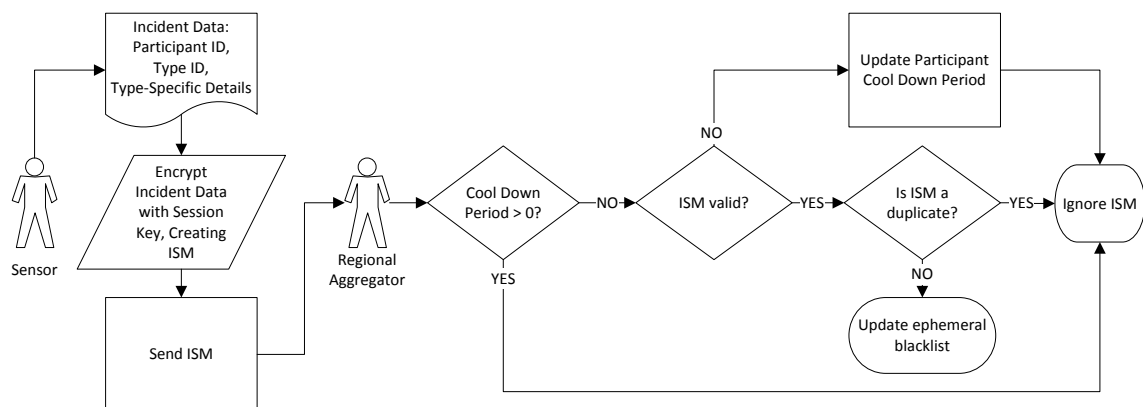 Incident Data:
Participant ID,
Type ID,
Type-Specific Details
Sensor
Encrypt
Incident Data
with Session
Key, Creating
ISM
Send ISM
Regional
Aggregator
Cool Down
Period > 0?
NO
YES
ISM valid?
NO
YES
Update Participant
Cool Down Period
Is ISM a
duplicate?
YES
NO
Ignore ISM
Update ephemeral
blacklist